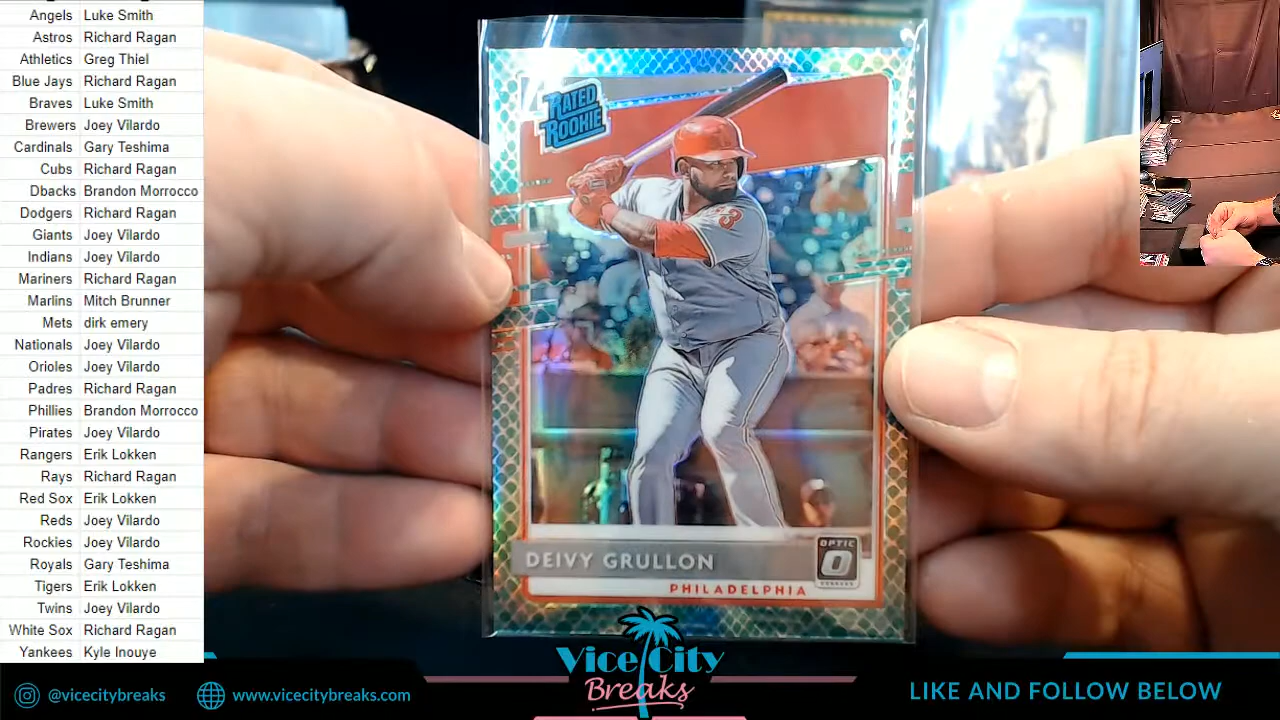 Angels Luke Smith
Astros Richard Ragan
Athletics Greg Thiel
Blue Jays Richard Ragan
Braves Luke Smith
Brewers Joey Vilardo
Cardinals Gary Teshima
Cubs Richard Ragan
Dbacks Brandon Morrocco
Dodgers Richard Ragan
Giants Joey Vilardo
Indians Joey Vilardo
Mariners Richard Ragan
Marlins Mitch Brunner
Mets dirk emery
Nationals Joey Vilardo
Orioles Joey Vilardo
Padres Richard Ragan
Phillies Brandon Morrocco
Pirates Joey Vilardo
Rangers Erik Lokken
Rays Richard Ragan
Red Sox Erik Lokken
Reds Joey Vilardo
Rockies Joey Vilardo
Royals Gary Teshima
Tigers Erik Lokken
Twins Joey Vilardo
White Sox Richard Ragan
Yankees Kyle Inouye
RATED
ROOKIE
DEIVY GRULLON
OPTIC
O
PHILADELPHIA
Vice City
Breaks
@vicecitybreaks
www.vicecitybreaks.com
LIKE AND FOLLOW BELOW